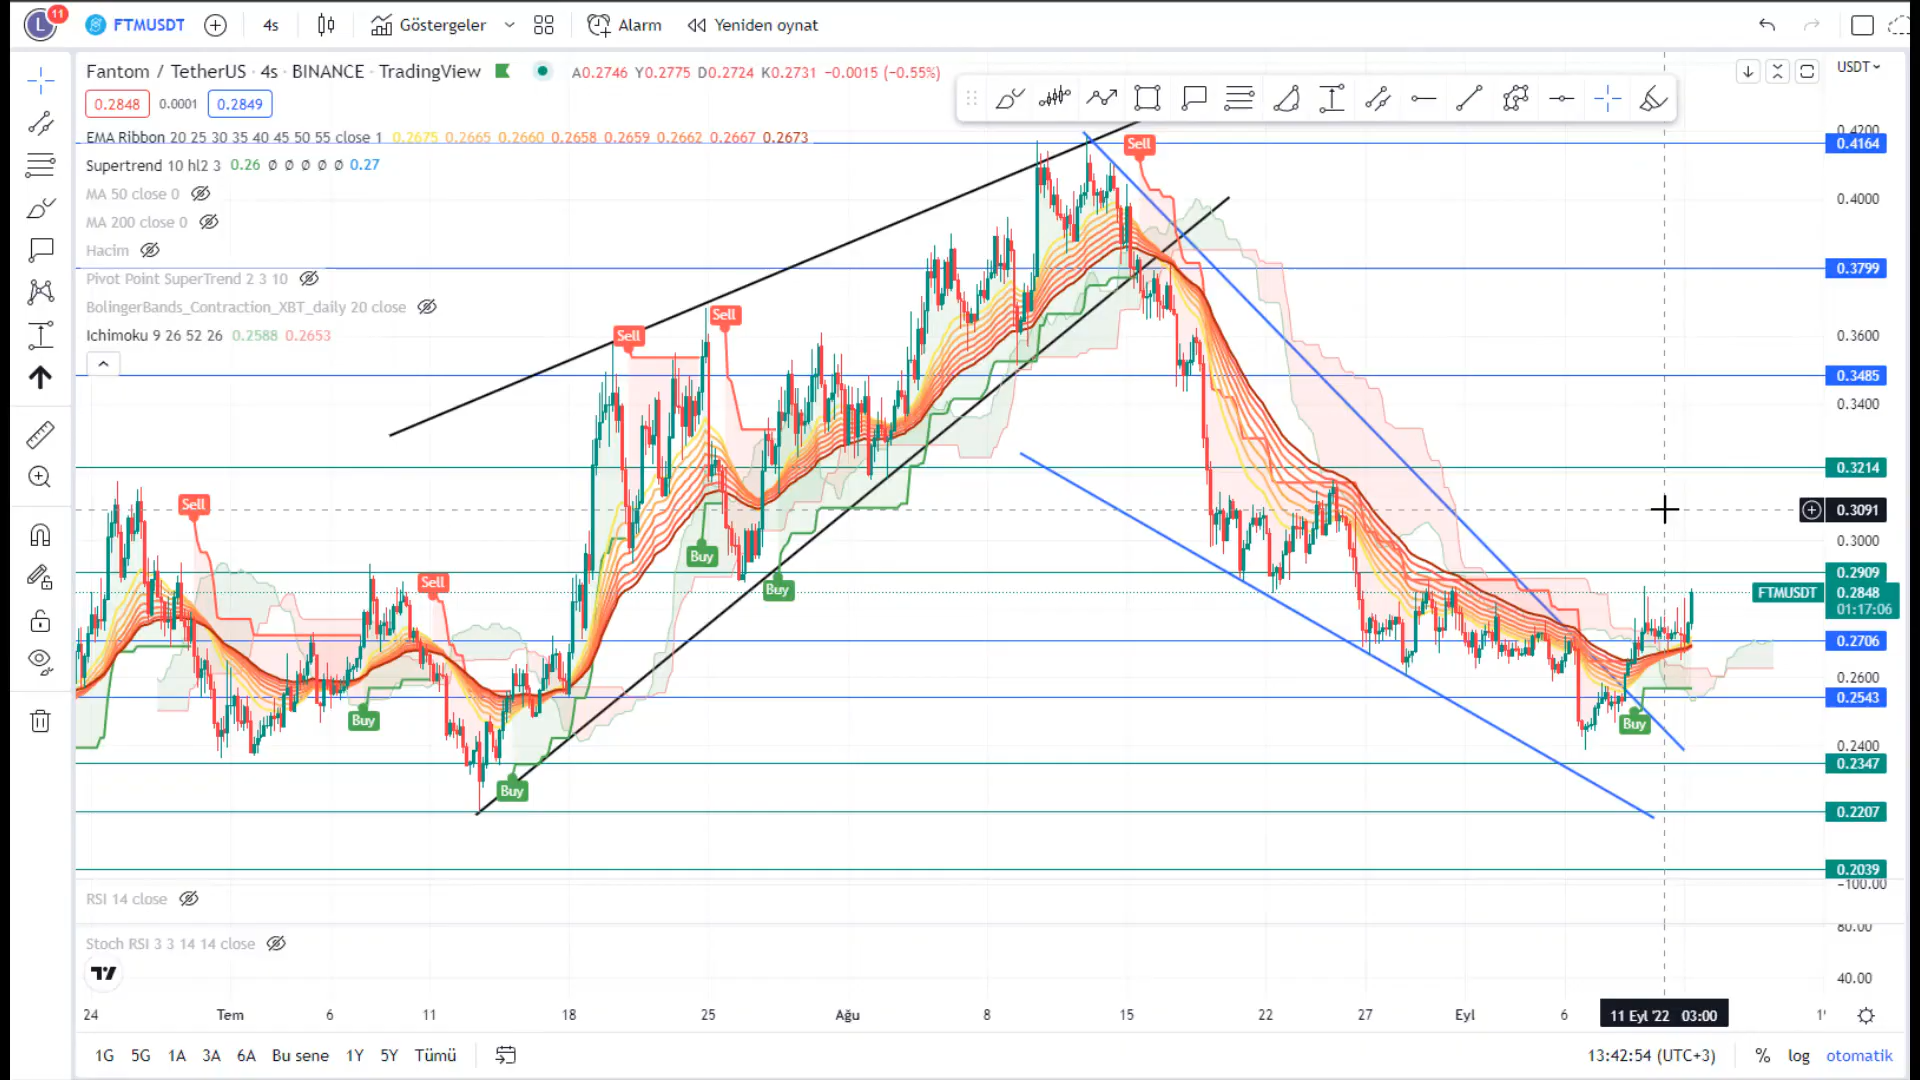 L 11 FTMUSDT 4s Göstergeler Alarm Yeniden oynat
Fantom / TetherUS · 4s · BINANCE · TradingView A0.2746 Y0.2775 D0.2724 K0.2731 −0.0015 (−0.55%)
USDT
0.2848 0.0001 0.2849
EMA Ribbon 20 25 30 35 40 45 50 55 close 1 0.2675 0.2665 0.2660 0.2658 0.2659 0.2662 0.2667 0.2673
Supertrend 10 hl2 3 0.26 ∅ ∅ ∅ ∅ ∅ 0.27
MA 50 close 0
MA 200 close 0
Hacim
Pivot Point SuperTrend 2 3 10
BolingerBands_Contraction_XBT_daily 20 close
Ichimoku 9 26 52 26 0.2588 0.2653
Sell
Sell
Sell
Sell
Sell
Buy
Buy
Buy
Buy
Buy
0.4200
0.4164
0.4000
0.3799
0.3600
0.3485
0.3400
0.3214
0.3091
0.3000
0.2909
FTMUSDT 0.2848
01:17:06
0.2706
0.2600
0.2543
0.2400
0.2347
0.2207
0.2039
−100.00
RSI 14 close
80.00
Stoch RSI 3 3 14 14 close
40.00
24 Tem 6 11 18 25 Ağu 8 15 22 27 Eyl 6 11 Eyl '22 03:00
1G 5G 1A 3A 6A Bu sene 1Y 5Y Tümü 13:42:54 (UTC+3) % log otomatik